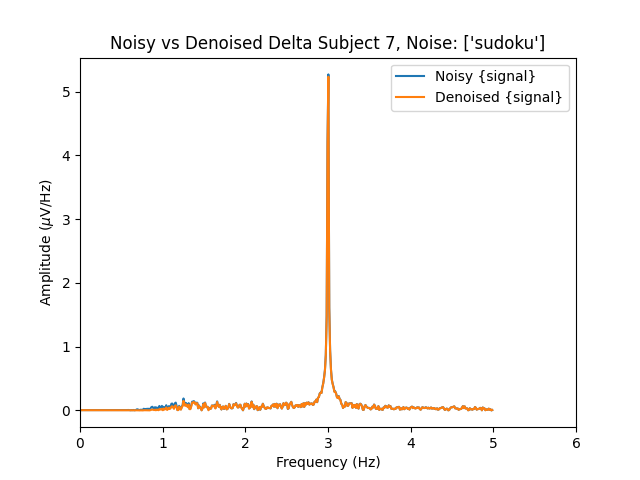 Noisy vs Denoised Delta Subject 7, Noise: ['sudoku']
Noisy {signal}
Denoised {signal}
Amplitude (μV/Hz)
5
4
3
2
1
0
0 1 2 3 4 5 6
Frequency (Hz)